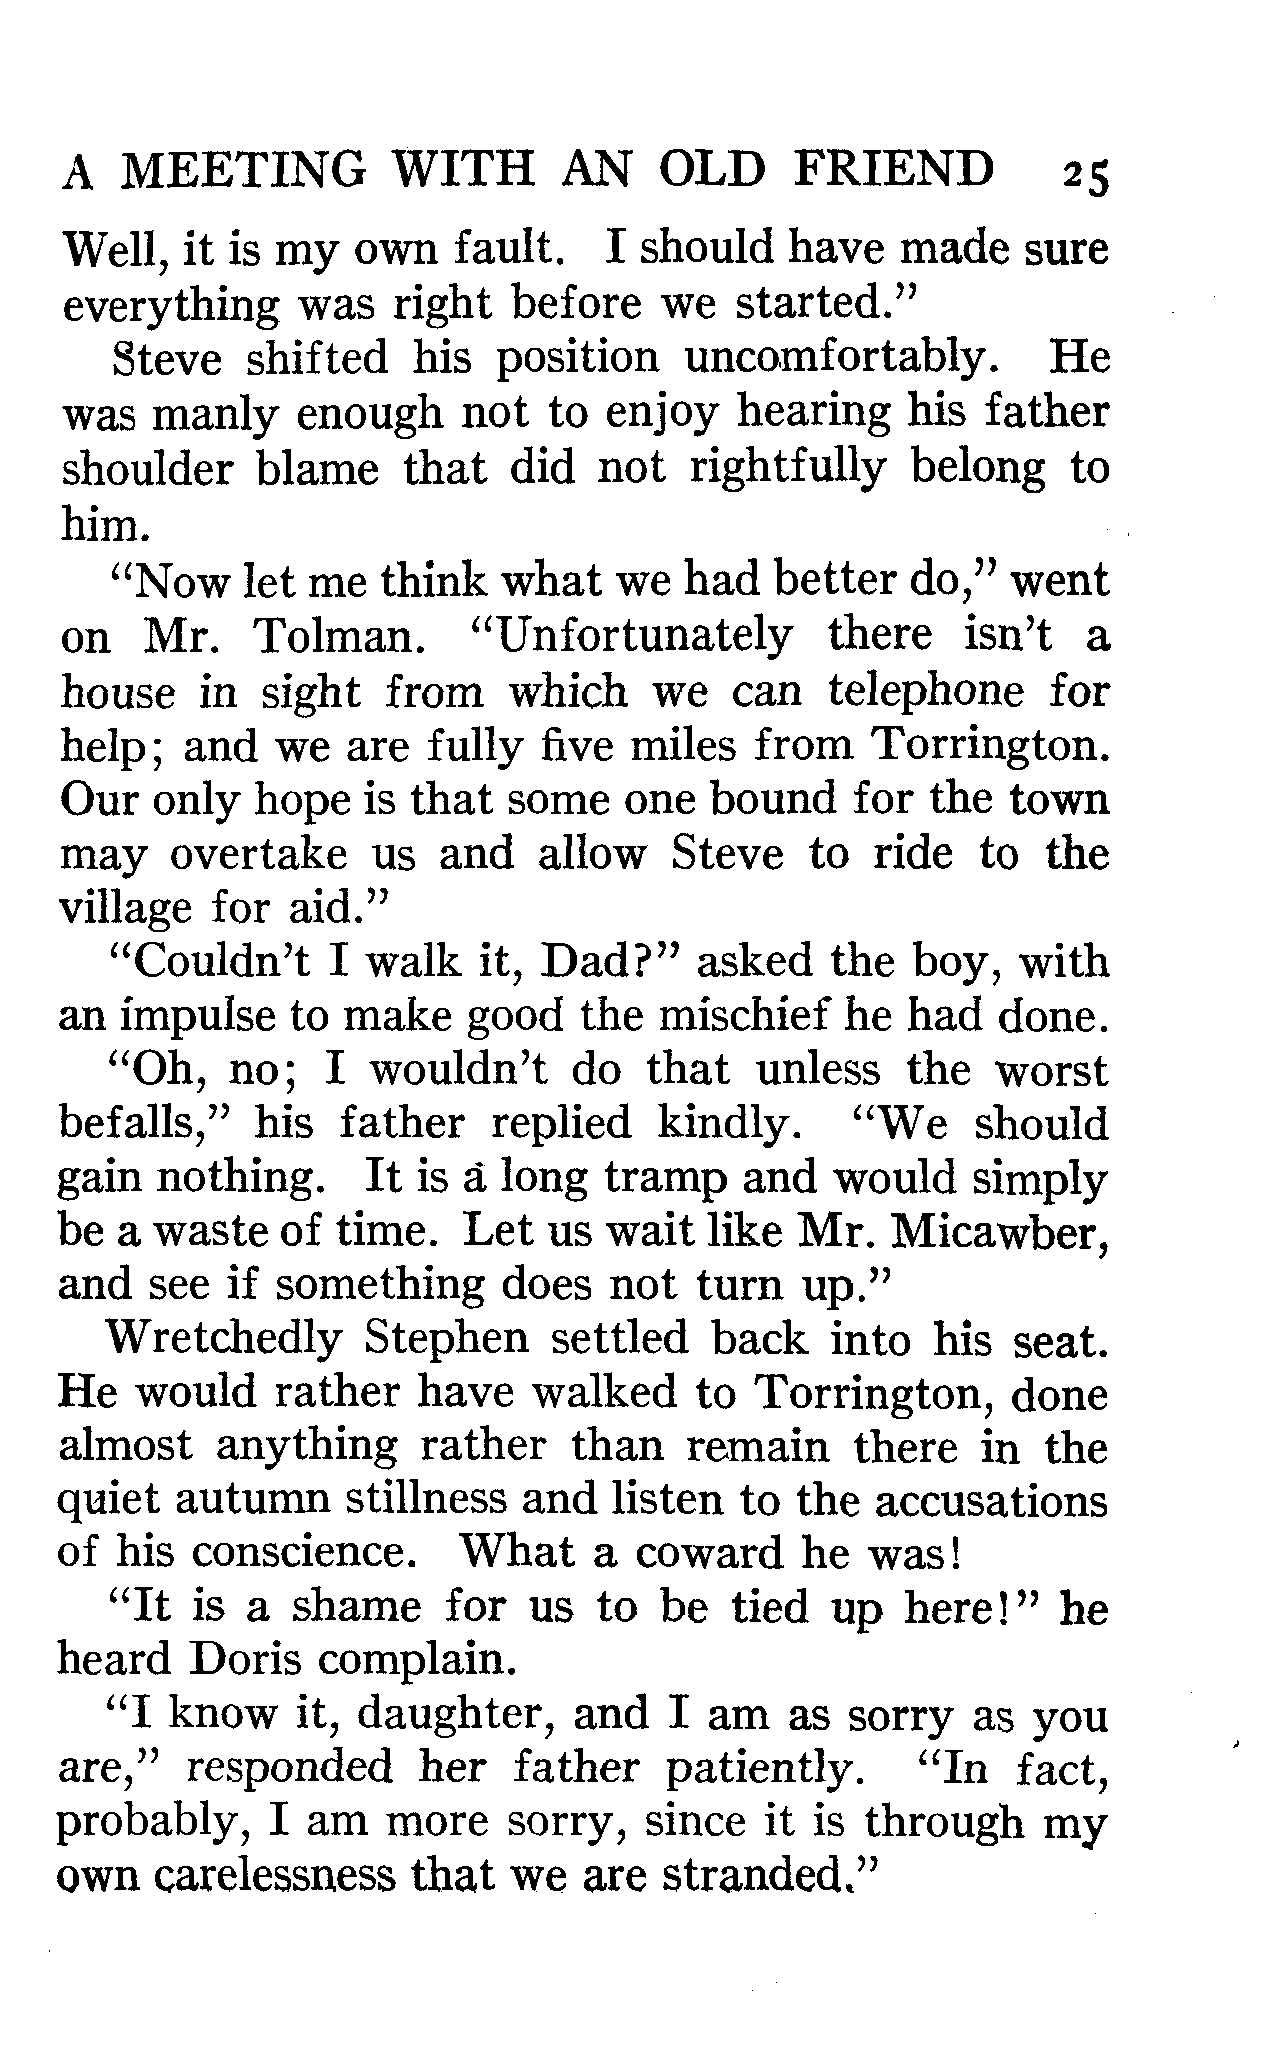 A MEETING WITH AN OLD FRIEND 25
Well, it is my own fault. I should have made sure
everything was right before we started."
Steve shifted his position uncomfortably. He
was manly enough not to enjoy hearing his father
shoulder blame that did not rightfully belong to
him.
"Now let me think what we had better do," went
on Mr. Tolman. "Unfortunately there isn't a
house in sight from which we can telephone for
help; and we are fully five miles from Torrington.
Our only hope is that some one bound for the town
may overtake us and allow Steve to ride to the
village for aid."
"Couldn't I walk it, Dad?" asked the boy, with
an impulse to make good the mischief he had done.
"Oh, no; I wouldn't do that unless the worst
befalls," his father replied kindly. "We should
gain nothing. It is a long tramp and would simply
be a waste of time. Let us wait like Mr. Micawber,
and see if something does not turn up."
Wretchedly Stephen settled back into his seat.
He would rather have walked to Torrington, done
almost anything rather than remain there in the
quiet autumn stillness and listen to the accusations
of his conscience. What a coward he was!
"It is a shame for us to be tied up here!" he
heard Doris complain.
"I know it, daughter, and I am as sorry as you
are," responded her father patiently. "In fact,
probably, I am more sorry, since it is through my
own carelessness that we are stranded."